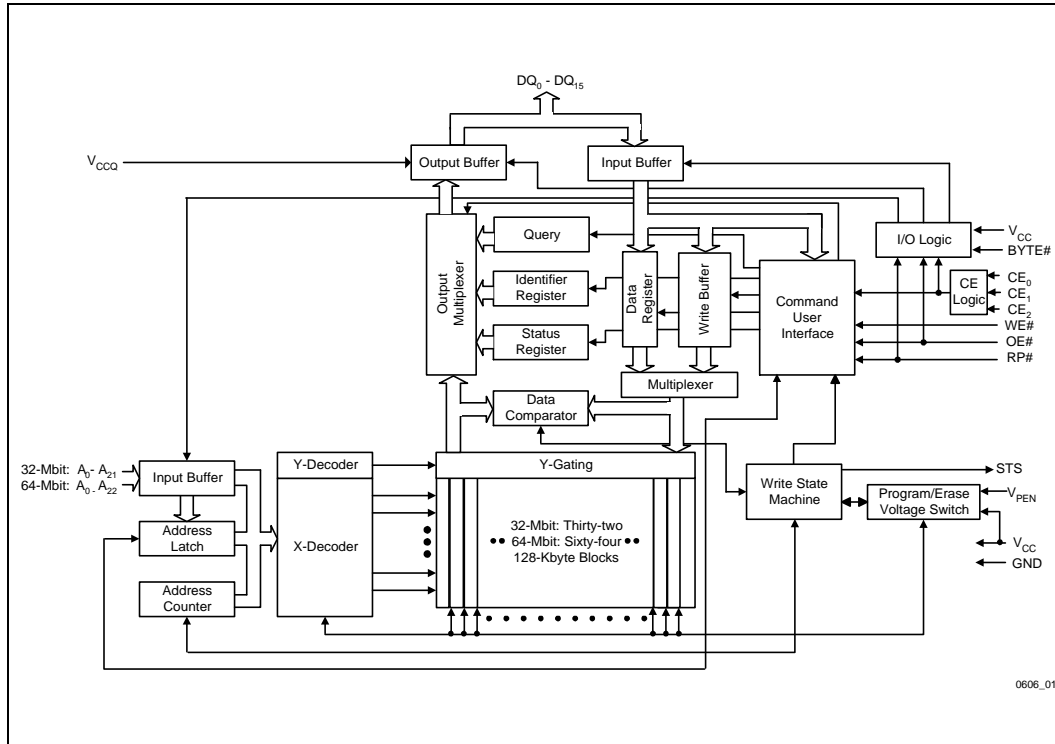 DQ0 - DQ15
VCCQ
Output Buffer
Input Buffer
Output
Multiplexer
Query
Identifier
Register
Status
Register
Data
Register
Write Buffer
Command
User
Interface
I/O Logic
VCC
BYTE#
CE
Logic
CE0
CE1
CE2
WE#
OE#
RP#
Multiplexer
Data
Comparator
32-Mbit: A0- A21
64-Mbit: A0- A22
Input Buffer
Address
Latch
Address
Counter
Y-Decoder
X-Decoder
Y-Gating
32-Mbit: Thirty-two
64-Mbit: Sixty-four
128-Kbyte Blocks
Write State
Machine
Program/Erase
Voltage Switch
STS
VPEN
VCC
GND
0606_01